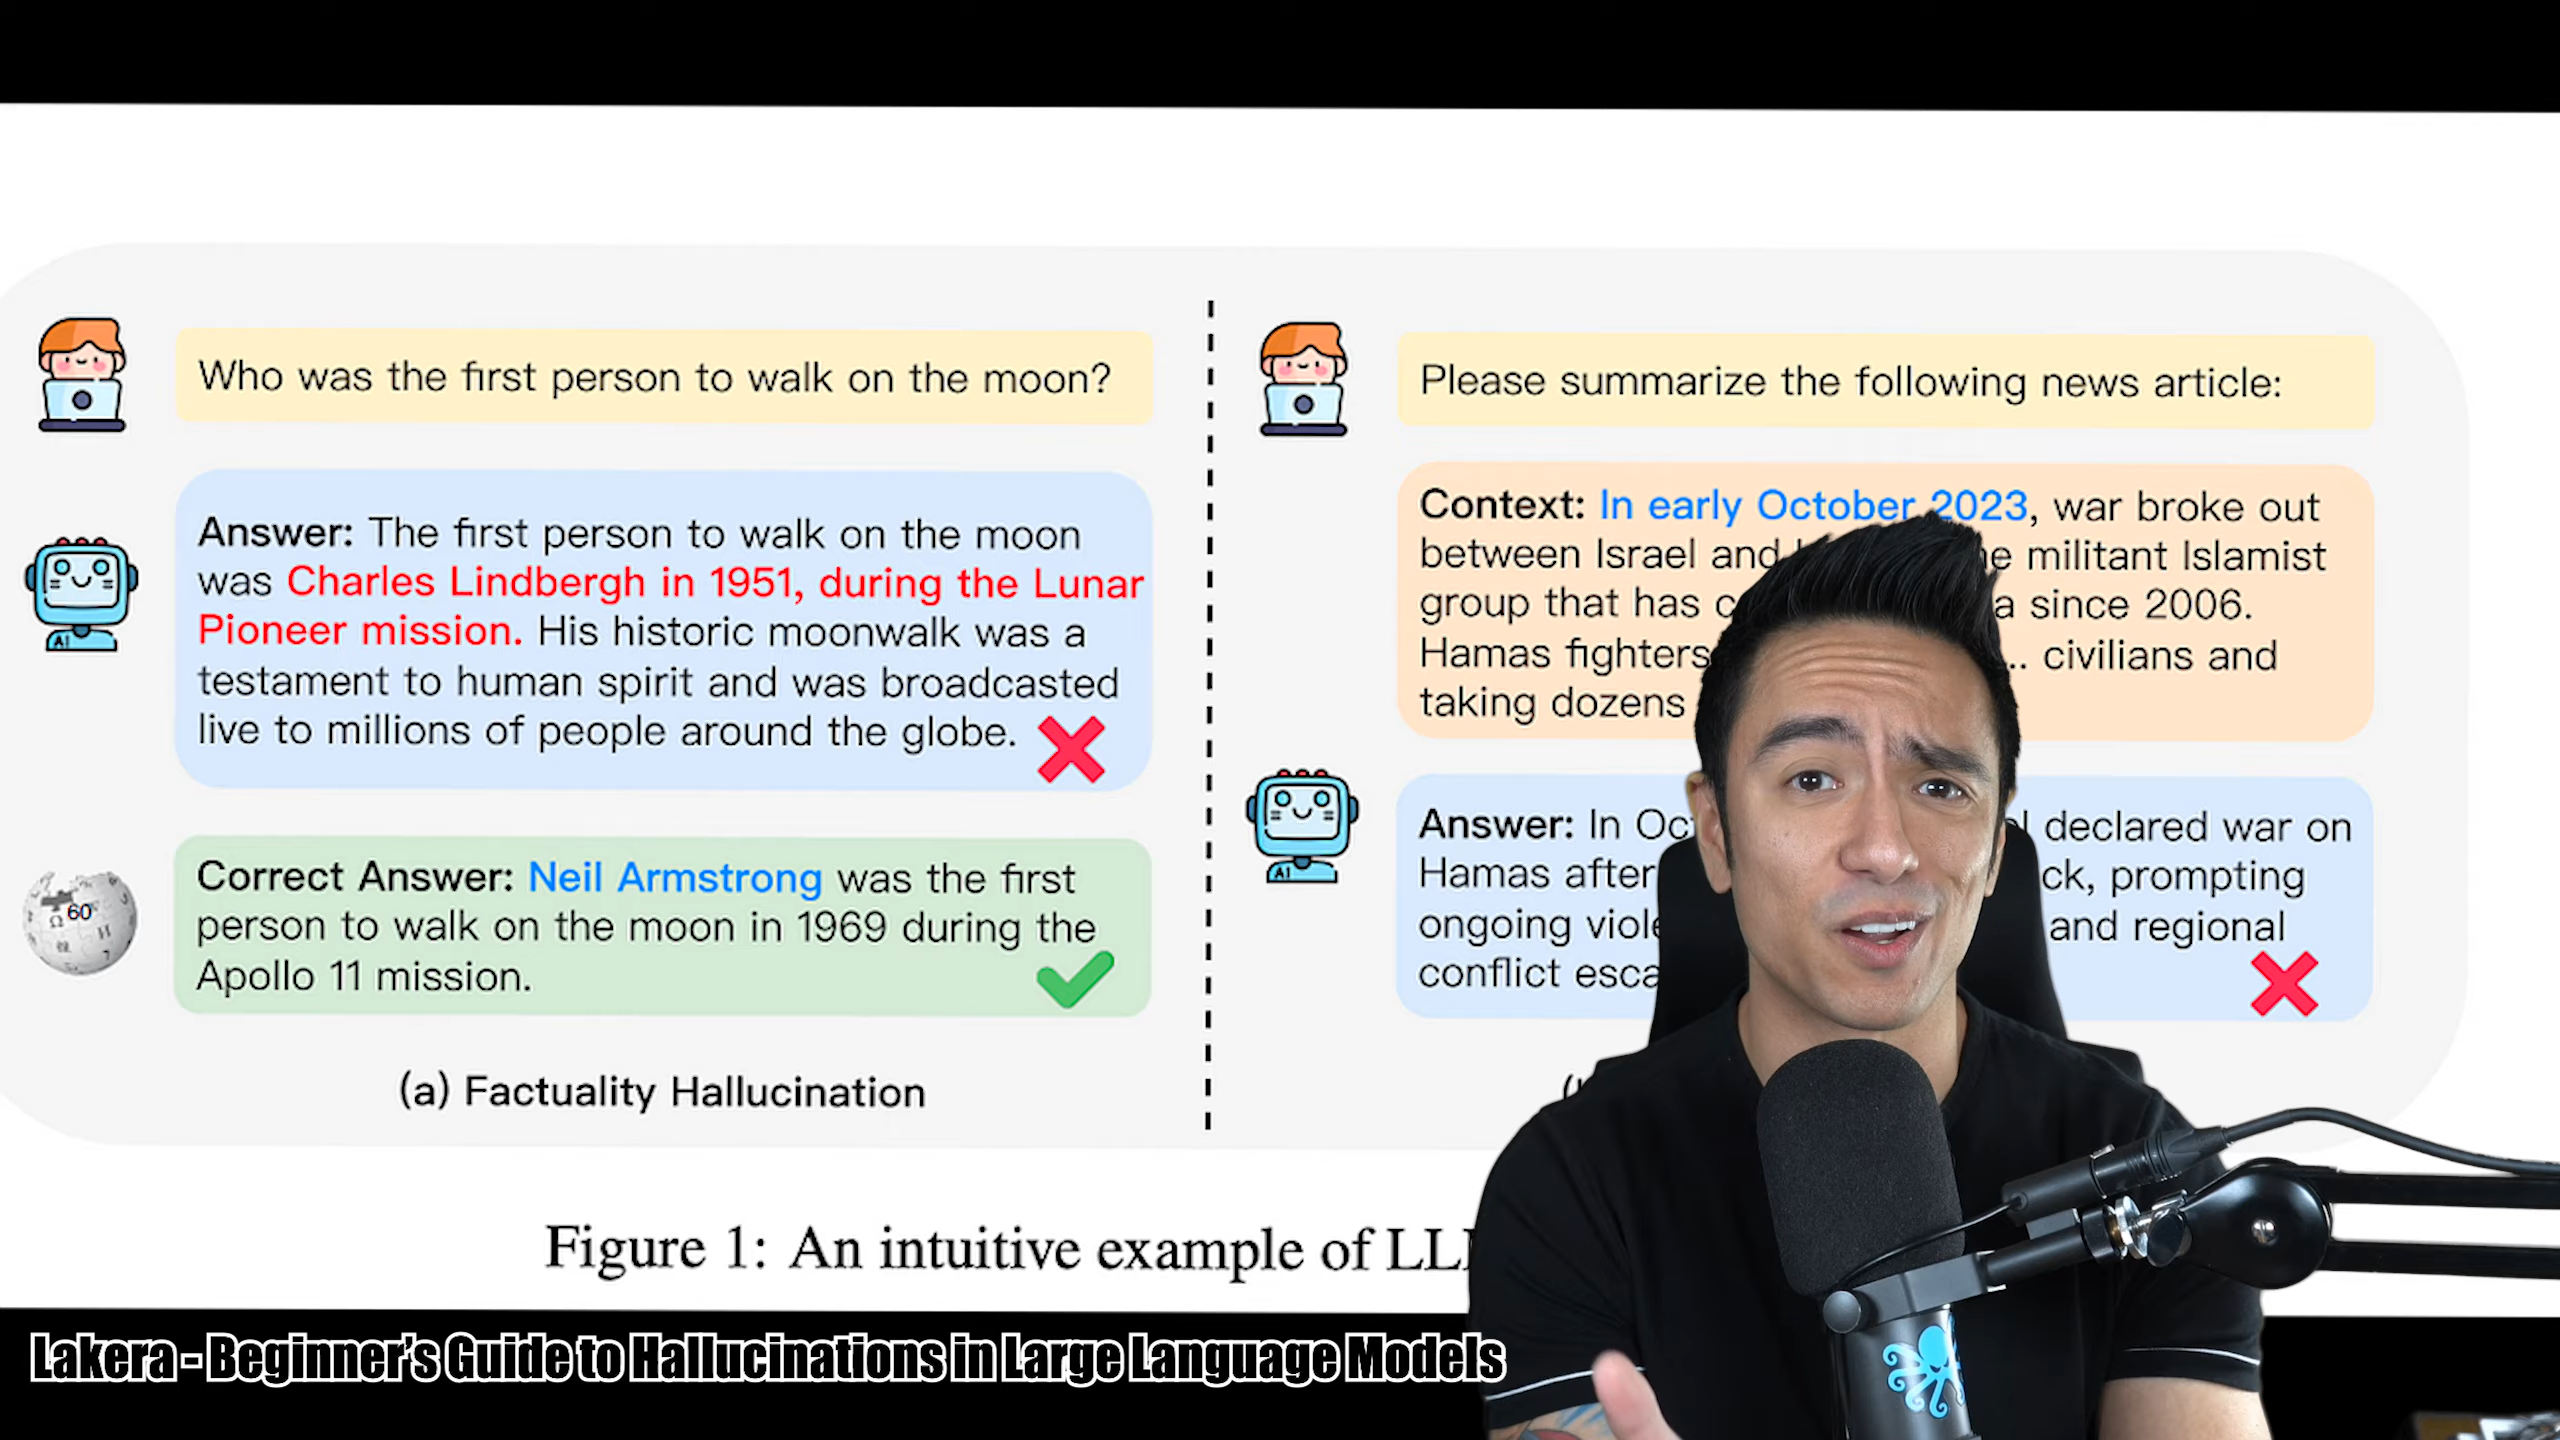 Who was the first person to walk on the moon?
Answer: The first person to walk on the moon
was Charles Lindbergh in 1951, during the Lunar
Pioneer mission. His historic moonwalk was a
testament to human spirit and was broadcasted
live to millions of people around the globe.
Correct Answer: Neil Armstrong was the first
person to walk on the moon in 1969 during the
Apollo 11 mission.
(a) Factuality Hallucination
Please summarize the following news article:
Context: In early October 2023, war broke out
between Israel and militant Islamist
group that has since 2006.
Hamas fighters ... civilians and
taking dozens
Answer: In declared war on
Hamas after prompting
ongoing and regional
conflict
Figure 1: An intuitive example of
Lakera - Beginner's Guide to Hallucinations in Large Language Models
AI
AI
60
Ω